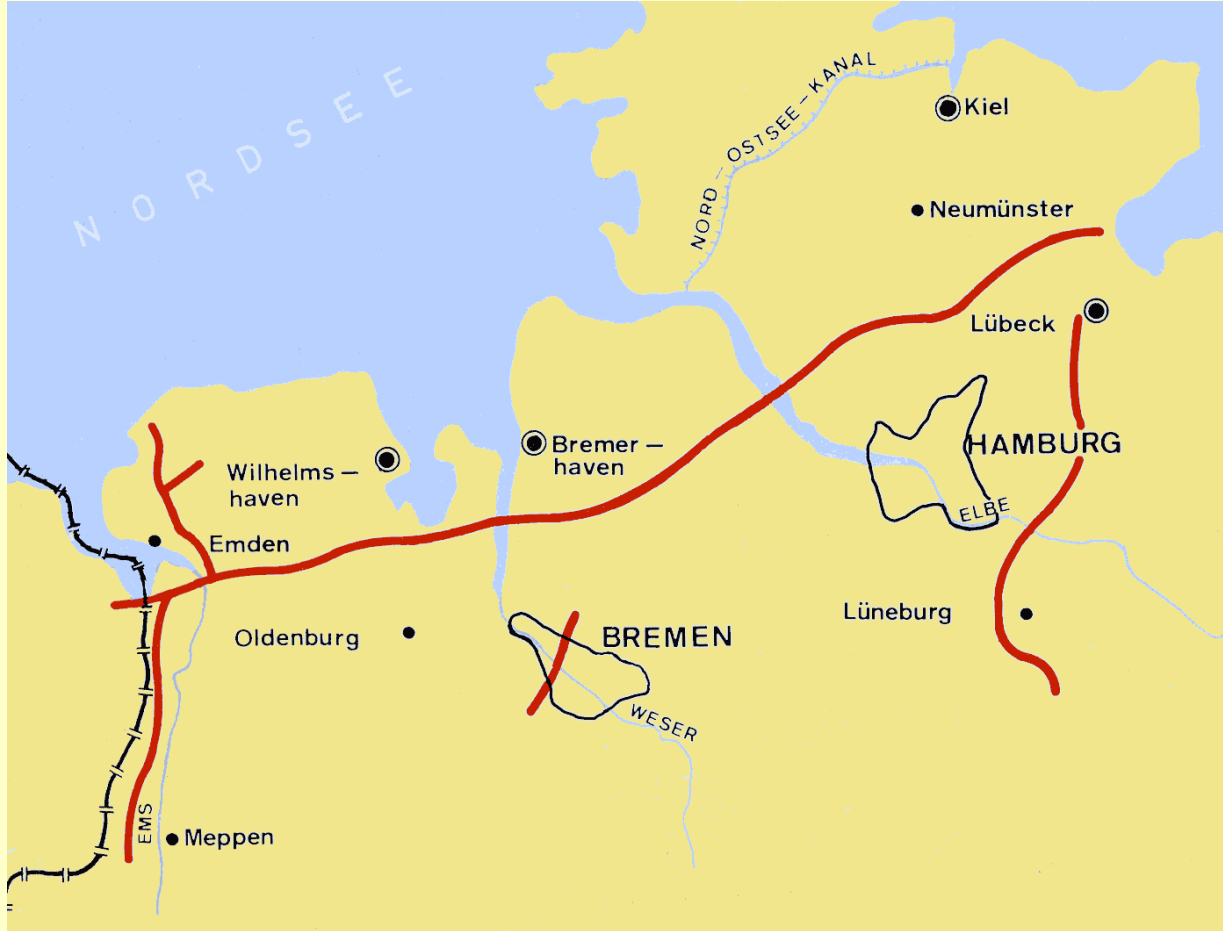 NORDSEE
NORD – OSTSEE – KANAL
Kiel
Neumünster
Lübeck
HAMBURG
Bremer –
haven
Wilhelms –
haven
ELBE
Emden
Lüneburg
Oldenburg
BREMEN
WESER
EMS
Meppen